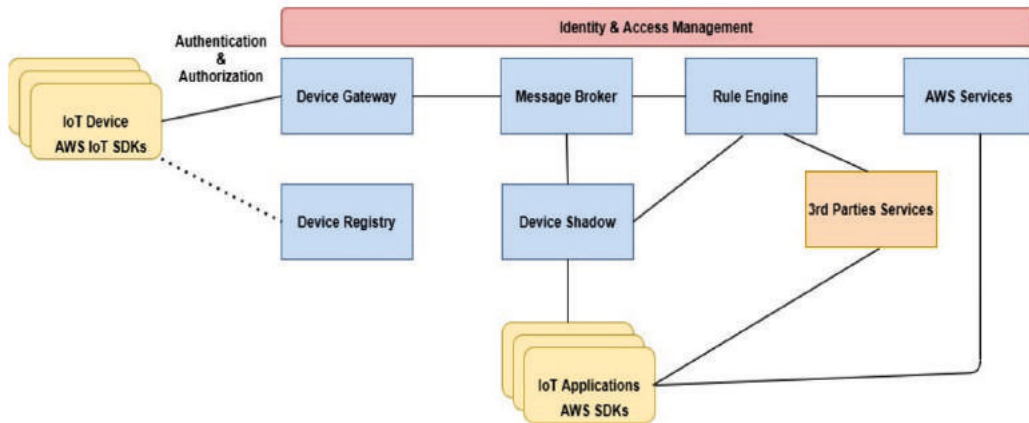 Identity & Access Management
Authentication
&
Authorization
Device Gateway
Message Broker
Rule Engine
AWS Services
IoT Device
AWS IoT SDKs
Device Registry
Device Shadow
3rd Parties Services
IoT Applications
AWS SDKs